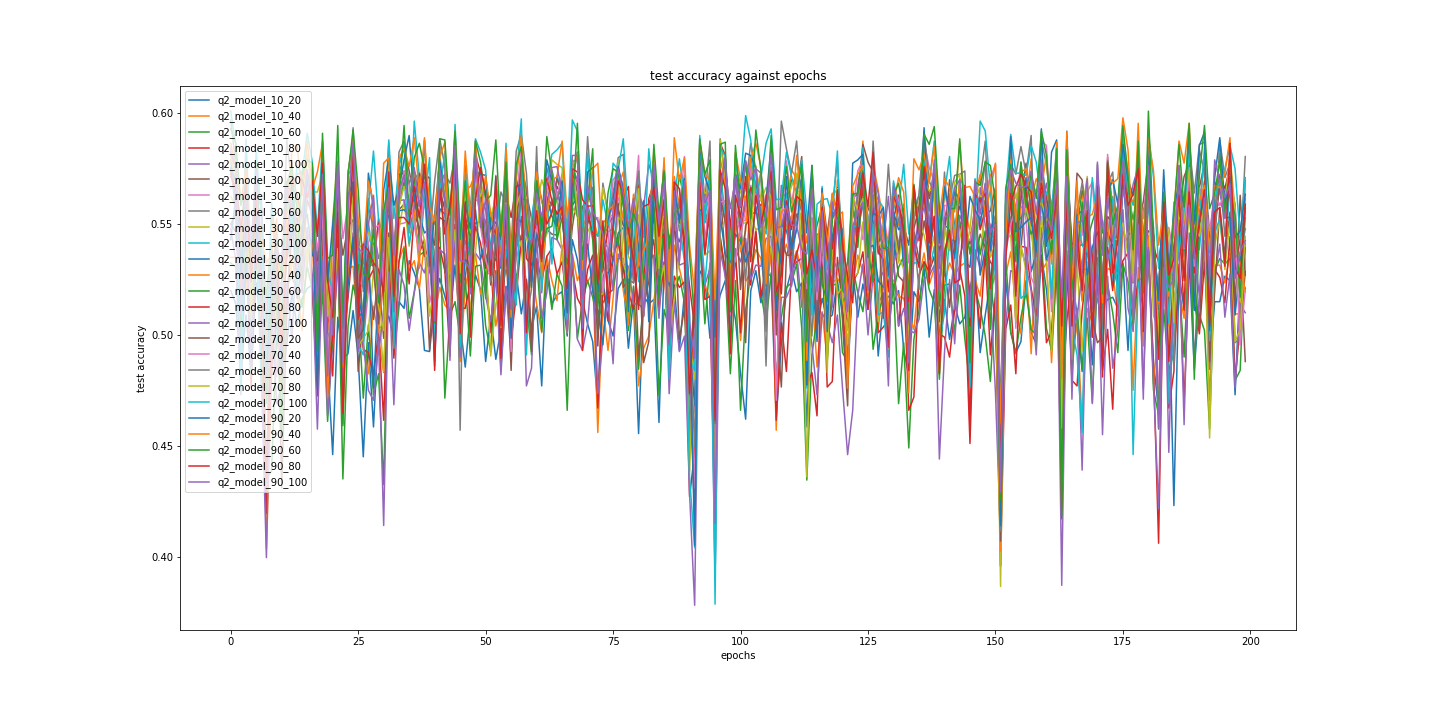 test accuracy against epochs
q2_model_10_20
q2_model_10_40
q2_model_10_60
q2_model_10_80
q2_model_10_100
q2_model_30_20
q2_model_30_40
q2_model_30_60
q2_model_30_80
q2_model_30_100
q2_model_50_20
q2_model_50_40
q2_model_50_60
q2_model_50_80
q2_model_50_100
q2_model_70_20
q2_model_70_40
q2_model_70_60
q2_model_70_80
q2_model_70_100
q2_model_90_20
q2_model_90_40
q2_model_90_60
q2_model_90_80
q2_model_90_100
0.60
0.55
0.50
0.45
0.40
test accuracy
0 25 50 75 100 125 150 175 200
epochs